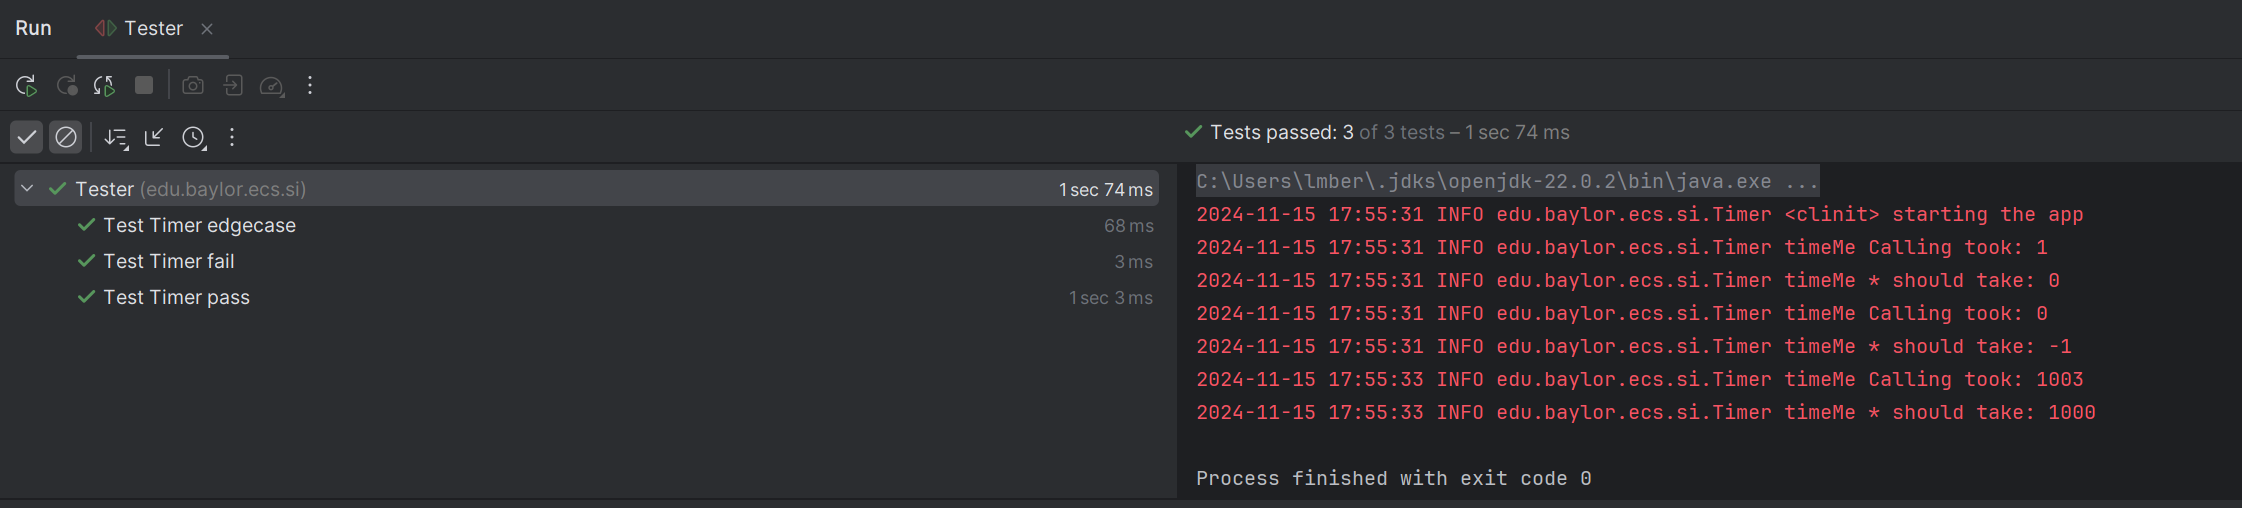 Run Tester
Tests passed: 3 of 3 tests – 1 sec 74 ms
Tester (edu.baylor.ecs.si) 1 sec 74 ms
Test Timer edgecase 68 ms
Test Timer fail 3 ms
Test Timer pass 1 sec 3 ms
C:\Users\lmber\.jdks\openjdk-22.0.2\bin\java.exe ...
2024-11-15 17:55:31 INFO edu.baylor.ecs.si.Timer <clinit> starting the app
2024-11-15 17:55:31 INFO edu.baylor.ecs.si.Timer timeMe Calling took: 1
2024-11-15 17:55:31 INFO edu.baylor.ecs.si.Timer timeMe * should take: 0
2024-11-15 17:55:31 INFO edu.baylor.ecs.si.Timer timeMe Calling took: 0
2024-11-15 17:55:31 INFO edu.baylor.ecs.si.Timer timeMe * should take: -1
2024-11-15 17:55:33 INFO edu.baylor.ecs.si.Timer timeMe Calling took: 1003
2024-11-15 17:55:33 INFO edu.baylor.ecs.si.Timer timeMe * should take: 1000
Process finished with exit code 0